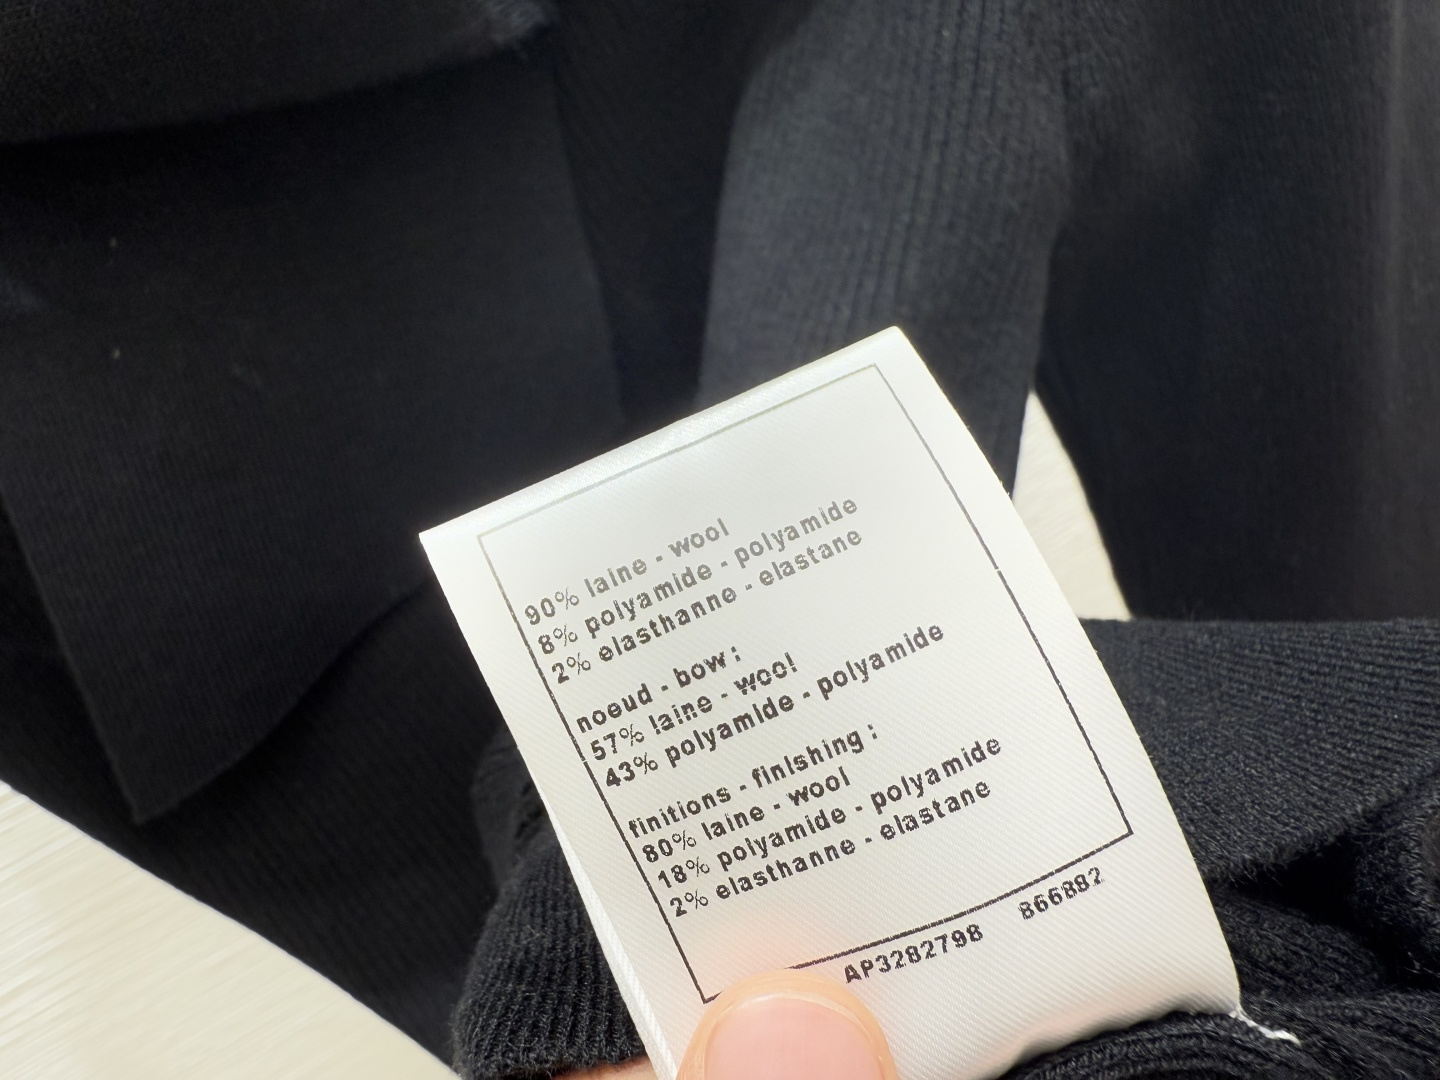 90% laine - wool
8% polyamide - polyamide
2% elasthanne - elastane
noeud - bow :
57% laine - wool
43% polyamide - polyamide
finitions - finishing :
80% laine - wool
18% polyamide - polyamide
2% elasthanne - elastane
AP3282798 866882